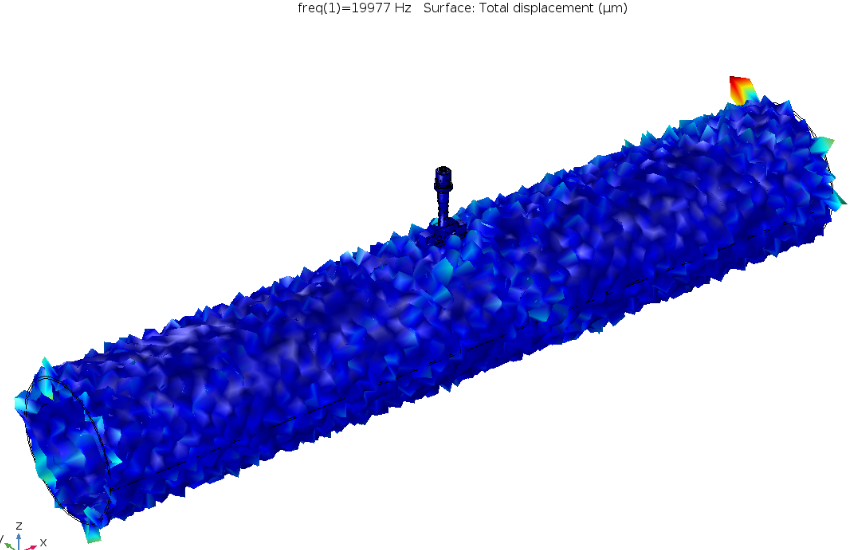 freq(1)=19977 Hz   Surface: Total displacement (µm)
z
y
x